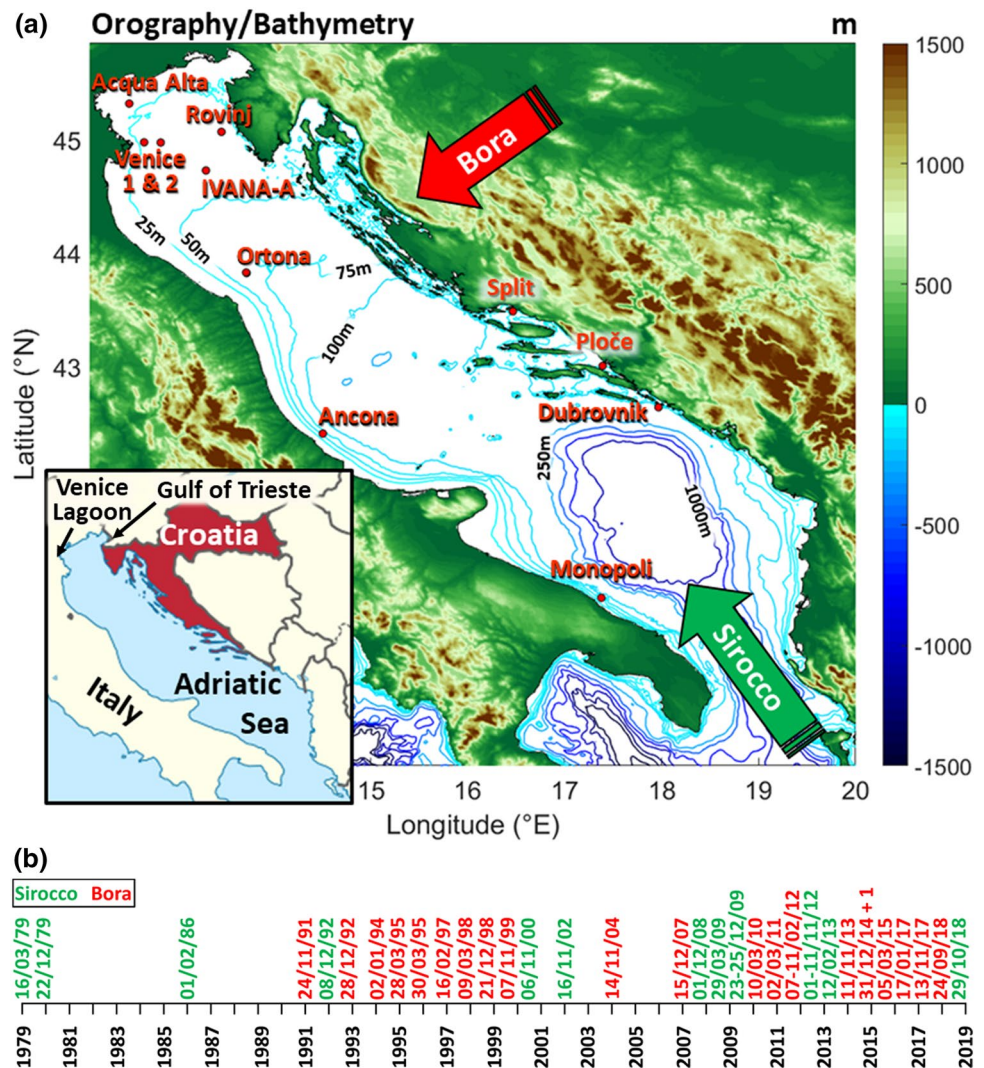 (a) Orography/Bathymetry m
1500
1000
500
0
-500
-1000
-1500
Latitude (°N)
45
44
43
Acqua Alta
Rovinj
Venice
1 & 2
IVANA-A
Bora
25m
50m
75m
100m
Ortona
Split
Ploče
Ancona
Dubrovnik
250m
1000m
Monopoli
Sirocco
Venice
Lagoon
Gulf of Trieste
Croatia
Italy
Adriatic
Sea
15 16 17 18 19 20
Longitude (°E)
(b)
Sirocco Bora
16/03/79
22/12/79
01/02/86
24/11/91
08/12/92
28/12/92
02/01/94
28/03/95
30/03/95
16/02/97
09/03/98
21/12/98
07/11/99
06/11/00
16/11/02
14/11/04
15/12/07
01/12/08
29/03/09
23-25/12/09
10/03/10
02/03/11
07-11/02/12
01-11/11/12
12/02/13
11/11/13
31/12/14 + 1
05/03/15
17/01/17
13/11/17
24/09/18
29/10/18
1979
1981
1983
1985
1987
1989
1991
1993
1995
1997
1999
2001
2003
2005
2007
2009
2011
2013
2015
2017
2019